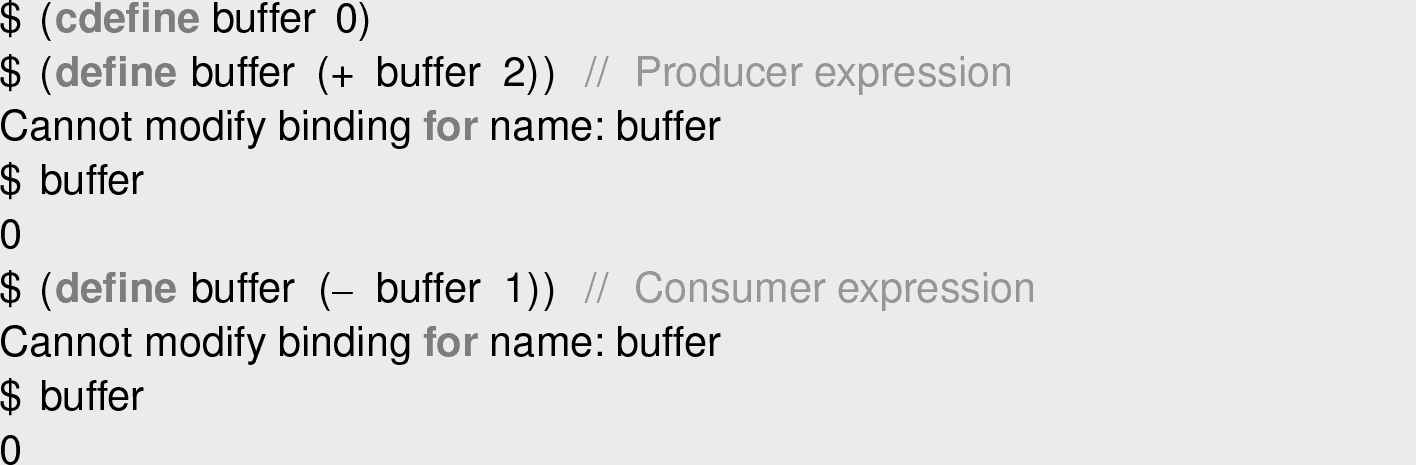 $ (cdefine buffer 0)
$ (define buffer (+ buffer 2)) // Producer expression
Cannot modify binding for name: buffer
$ buffer
0
$ (define buffer (– buffer 1)) // Consumer expression
Cannot modify binding for name: buffer
$ buffer
0